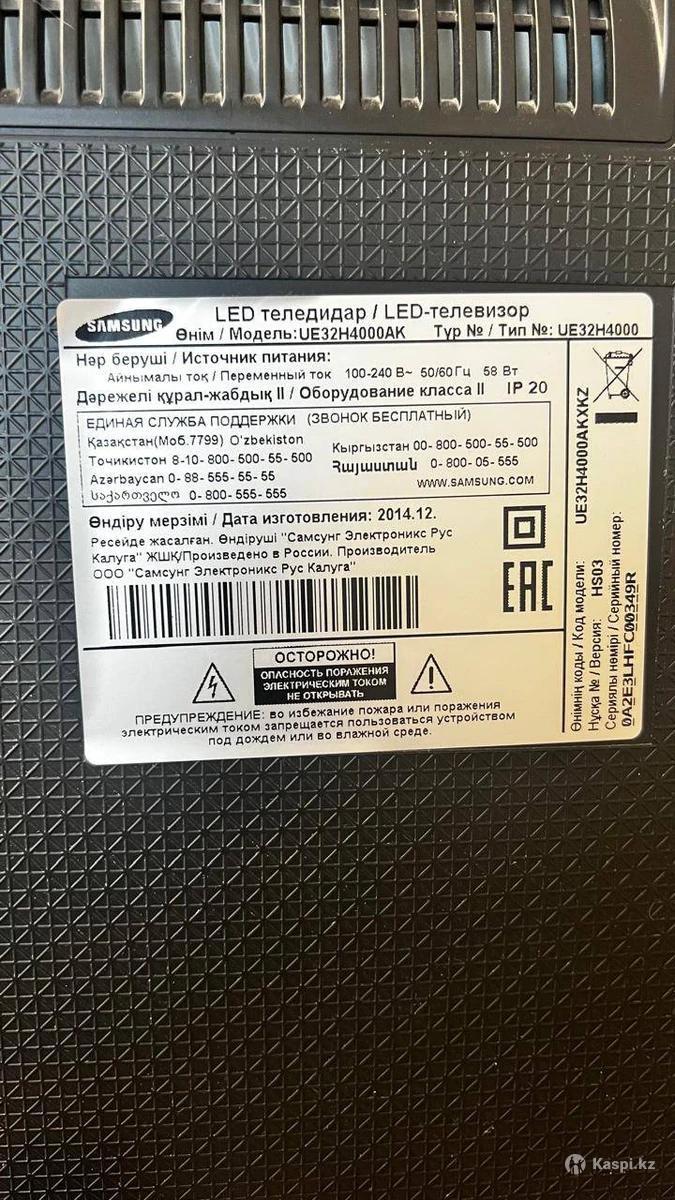 SAMSUNG
LED теледидар / LED-телевизор
Өнім / Модель:UE32H4000AK Түр № / Тип №: UE32H4000
Нәр беруші / Источник питания:
Айнымалы ток / Переменный ток 100-240 В~ 50/60 Гц 58 Вт
Дәрежелі құрал-жабдық II / Оборудование класса II IP 20
ЕДИНАЯ СЛУЖБА ПОДДЕРЖКИ (ЗВОНОК БЕСПЛАТНЫЙ)
Қазақстан(Моб.7799) O'zbekiston
Точикистон 8-10-800-500-55-500
Кыргызстан 00-800-500-55-500
Azərbaycan 0-88-555-55-55
Հայաստան 0-800-05-555
საქართველო 0-800-555-555
WWW.SAMSUNG.COM
Өндіру мерзімі / Дата изготовления: 2014.12.
Ресейде жасалған. Өндіруші "Самсунг Электроникс Рус
Калуга" ЖШҚ/Произведено в России. Производитель
ООО "Самсунг Электроникс Рус Калуга"
EAC
ОСТОРОЖНО!
ОПАСНОСТЬ ПОРАЖЕНИЯ
ЭЛЕКТРИЧЕСКИМ ТОКОМ
НЕ ОТКРЫВАТЬ
ПРЕДУПРЕЖДЕНИЕ: во избежание пожара или поражения
электрическим током запрещается пользоваться устройством
под дождем или во влажной среде.
Өнімнің коды / Код модели: UE32H4000AKXKZ
Нұсқа № / Версия: HS03
Сериялы нөмірі / Серийный номер:
0A2E3LHFC00349R
Kaspi.kz